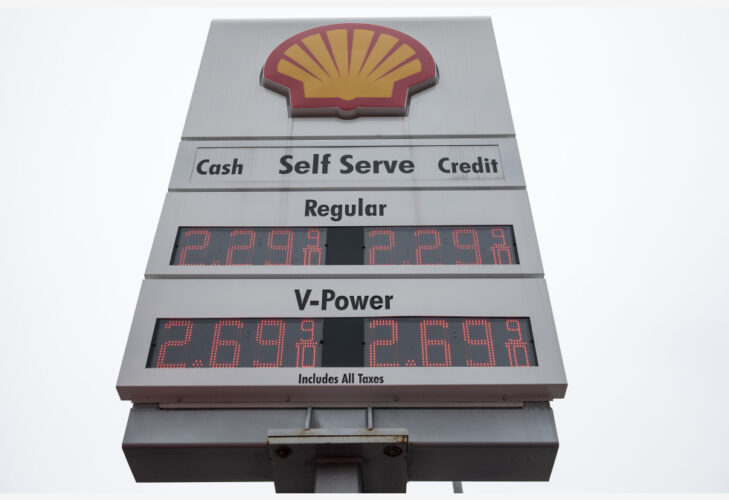 Cash Self Serve Credit
Regular
2.29 9/10 2.29 9/10
V-Power
2.69 9/10 2.69 9/10
Includes All Taxes